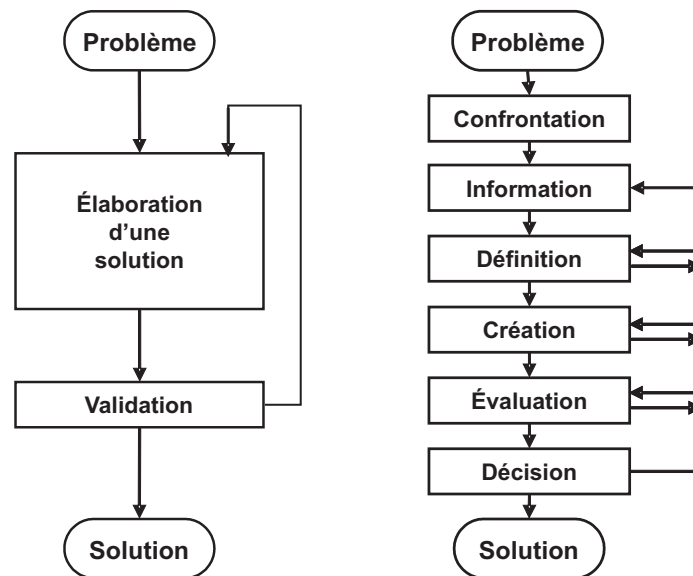 Problème
Élaboration
d’une
solution
Validation
Solution
Problème
Confrontation
Information
Définition
Création
Évaluation
Décision
Solution